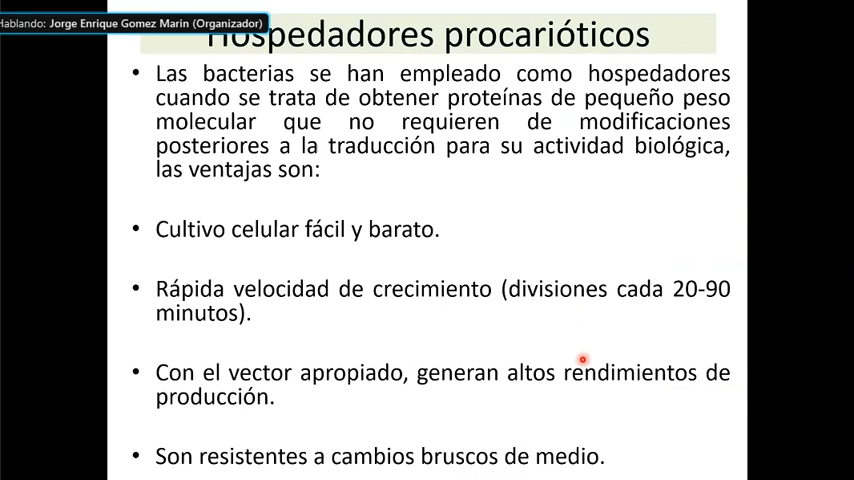 Hablando: Jorge Enrique Gomez Marin (Organizador)
Hospedadores procarióticos
• Las bacterias se han empleado como hospedadores
cuando se trata de obtener proteínas de pequeño peso
molecular que no requieren de modificaciones
posteriores a la traducción para su actividad biológica,
las ventajas son:
• Cultivo celular fácil y barato.
• Rápida velocidad de crecimiento (divisiones cada 20-90
minutos).
• Con el vector apropiado, generan altos rendimientos de
producción.
• Son resistentes a cambios bruscos de medio.